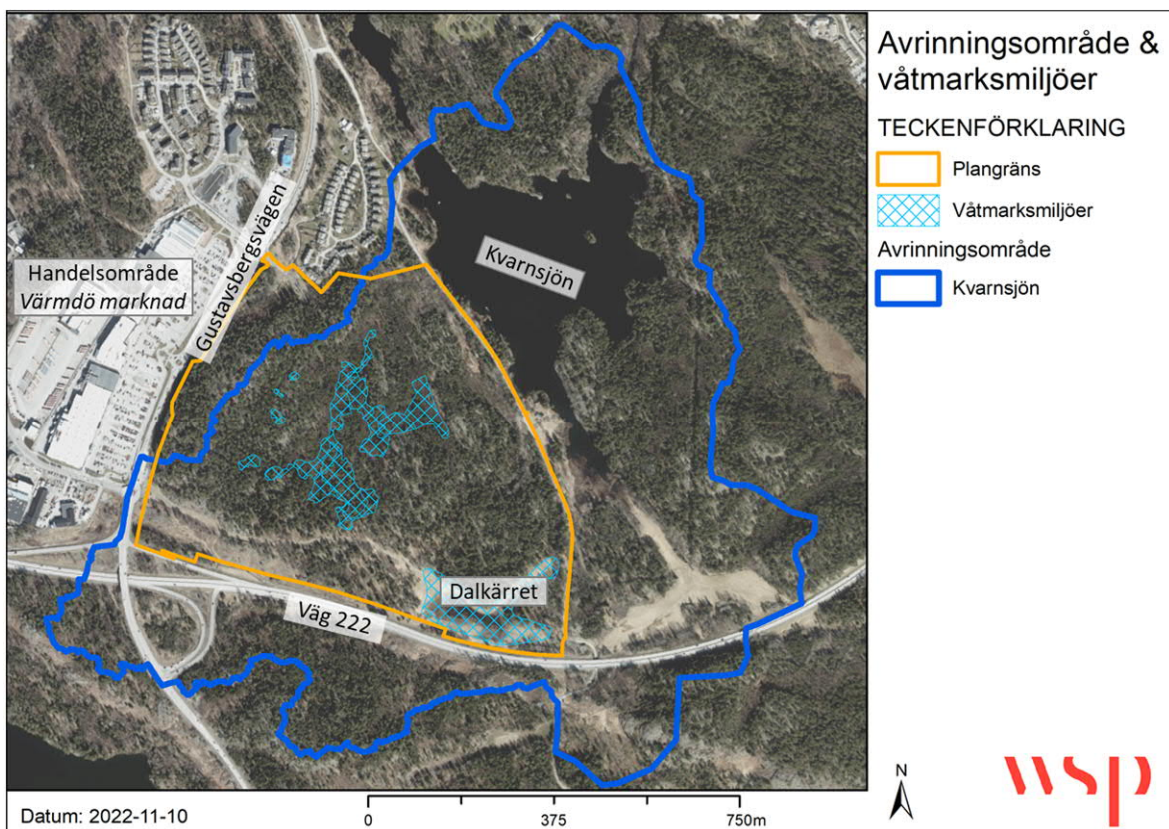 Avrinningsområde &
våtmarksmiljöer
TECKENFÖRKLARING
Plangräns
Våtmarksmiljöer
Avrinningsområde
Kvarnsjön
Handelsområde
Värmdö marknad
Gustavsbergsvägen
Kvarnsjön
Dalkärret
Väg 222
Datum: 2022-11-10
0 375 750m
N
wsp